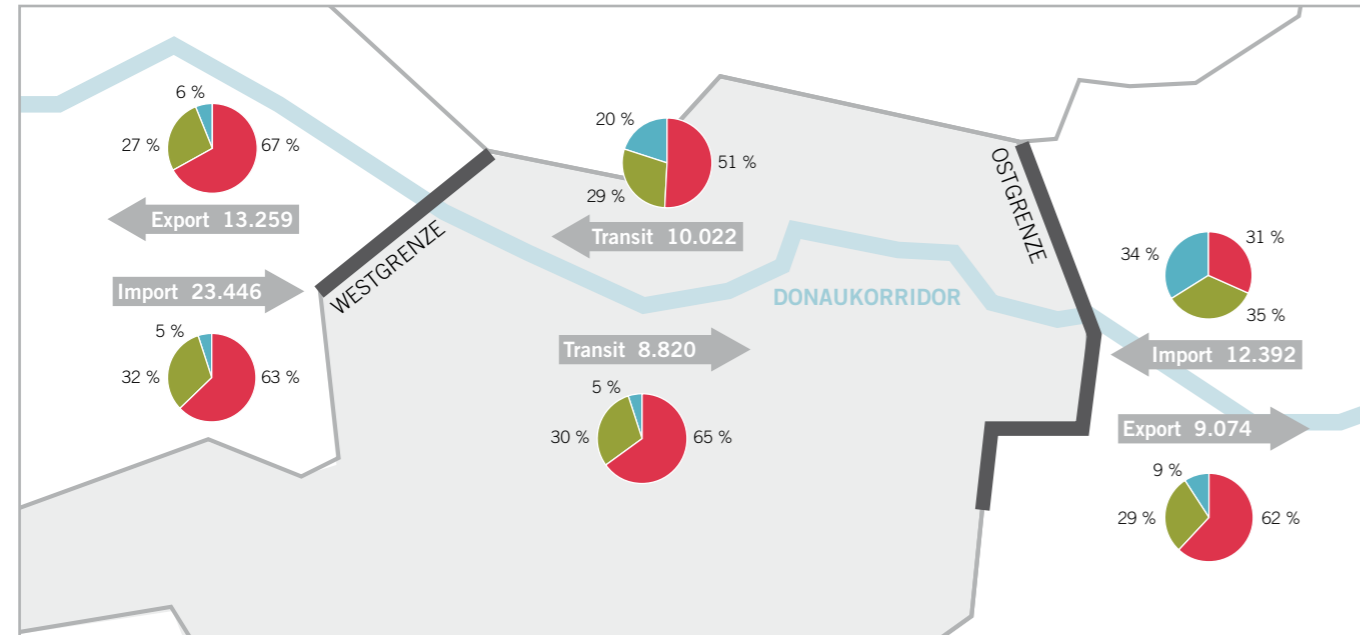 6 %
27 %
67 %
Export 13.259
Import 23.446
5 %
32 %
63 %
WESTGRENZE
20 %
51 %
29 %
Transit 10.022
DONAUKORRIDOR
Transit 8.820
5 %
30 %
65 %
OSTGRENZE
34 %
31 %
35 %
Import 12.392
Export 9.074
9 %
29 %
62 %